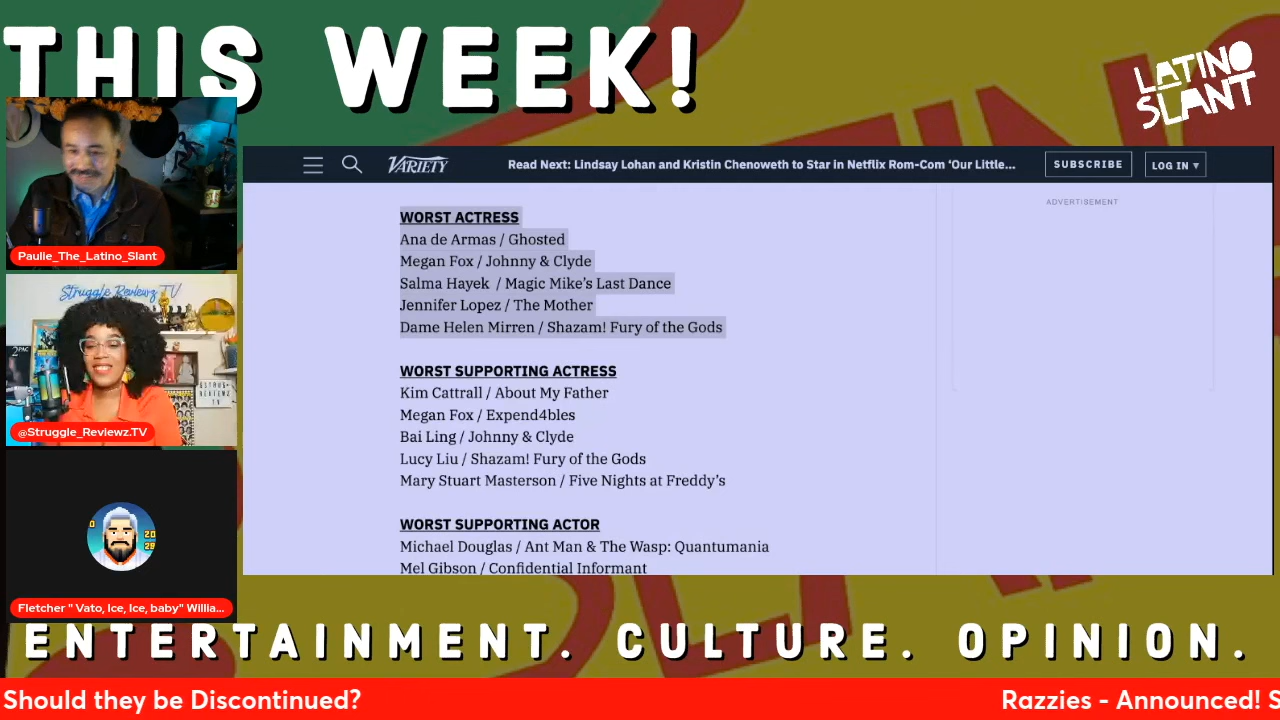 THIS WEEK!
LATINO
SLANT
VARIETY
Read Next: Lindsay Lohan and Kristin Chenoweth to Star in Netflix Rom-Com ‘Our Little...
SUBSCRIBE
LOG IN ▾
ADVERTISEMENT
WORST ACTRESS
Ana de Armas / Ghosted
Megan Fox / Johnny & Clyde
Salma Hayek / Magic Mike’s Last Dance
Jennifer Lopez / The Mother
Dame Helen Mirren / Shazam! Fury of the Gods
WORST SUPPORTING ACTRESS
Kim Cattrall / About My Father
Megan Fox / Expend4bles
Bai Ling / Johnny & Clyde
Lucy Liu / Shazam! Fury of the Gods
Mary Stuart Masterson / Five Nights at Freddy’s
WORST SUPPORTING ACTOR
Michael Douglas / Ant Man & The Wasp: Quantumania
Mel Gibson / Confidential Informant
Paulie_The_Latino_Slant
Struggle Reviewz TV
2PAC
@Struggle_Reviewz.TV
20
28
Fletcher " Vato, Ice, Ice, baby" Willia...
ENTERTAINMENT. CULTURE. OPINION.
Should they be Discontinued?
Razzies - Announced! S